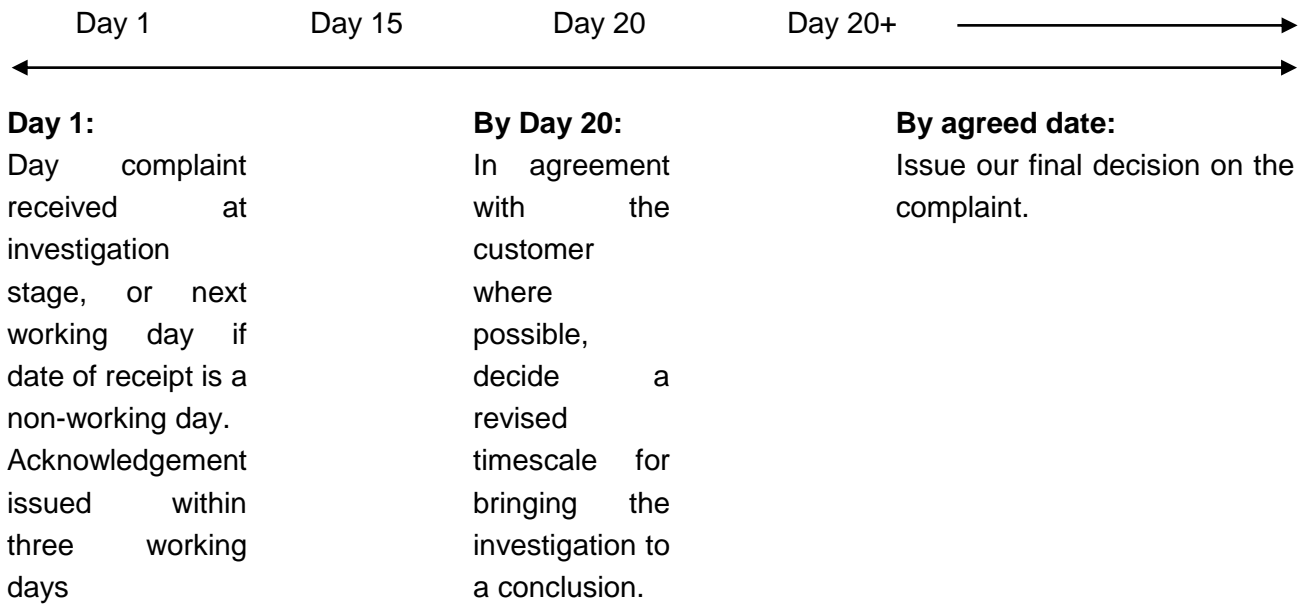 Day 1 Day 15 Day 20 Day 20+
Day 1:
Day complaint
received at
investigation
stage, or next
working day if
date of receipt is a
non-working day.
Acknowledgement
issued within
three working
days
By Day 20:
In agreement
with the
customer
where
possible,
decide a
revised
timescale for
bringing the
investigation to
a conclusion.
By agreed date:
Issue our final decision on the
complaint.